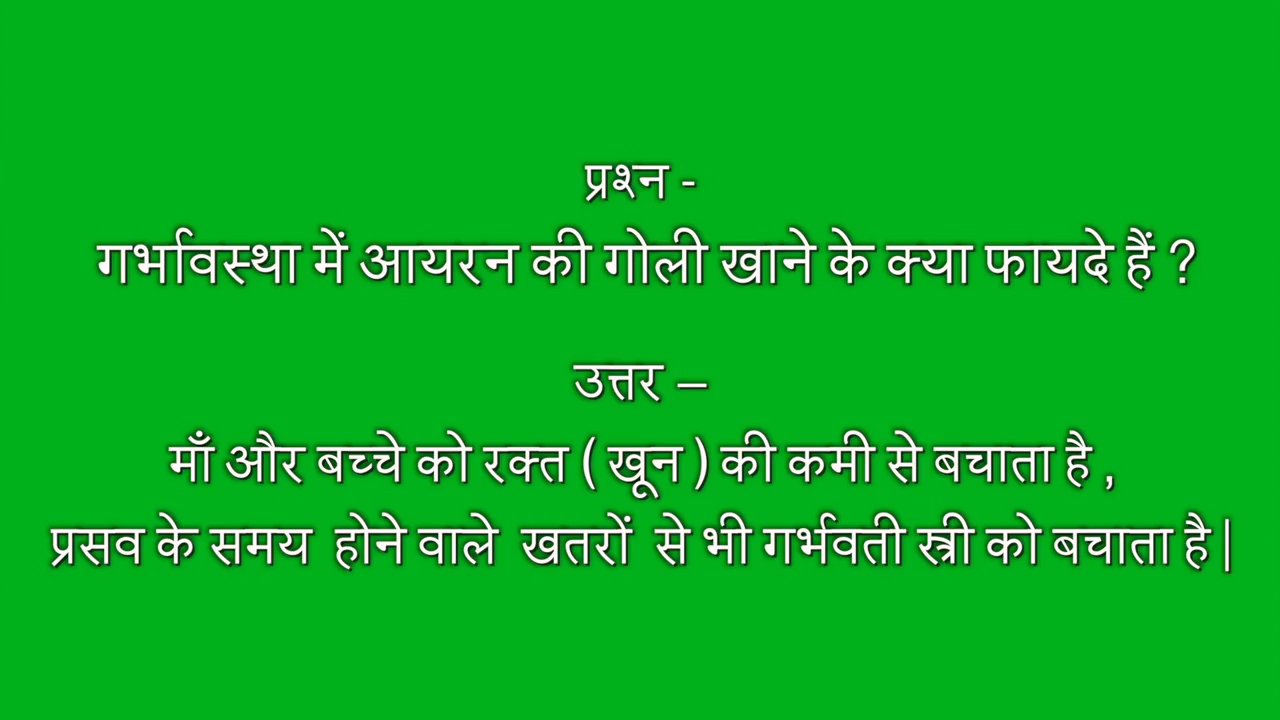 प्रश्न -
गर्भावस्था में आयरन की गोली खाने के क्या फायदे हैं ?
उत्तर –
माँ और बच्चे को रक्त ( खून ) की कमी से बचाता है ,
प्रसव के समय होने वाले खतरों से भी गर्भवती स्त्री को बचाता है|